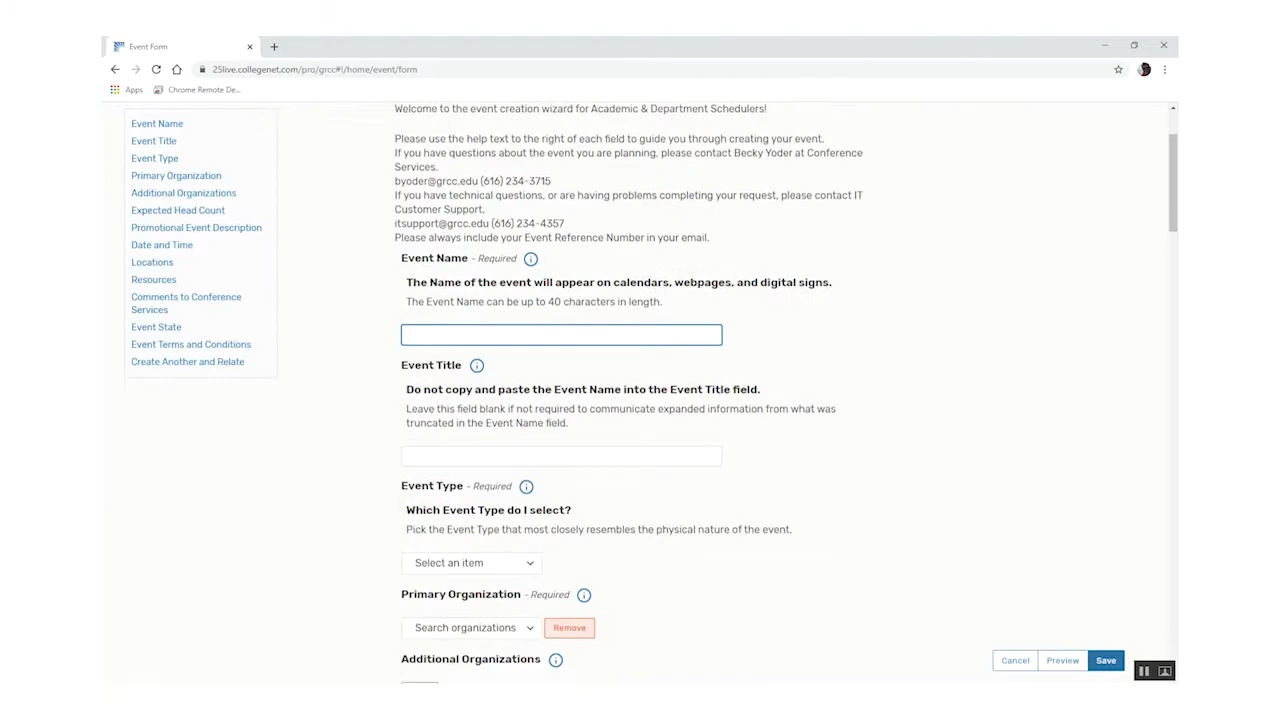 Event Form
25live.collegenet.com/pro/grcc#!/home/event/form
Apps Chrome Remote De...
Event Name
Event Title
Event Type
Primary Organization
Additional Organizations
Expected Head Count
Promotional Event Description
Date and Time
Locations
Resources
Comments to Conference
Services
Event State
Event Terms and Conditions
Create Another and Relate
Welcome to the event creation wizard for Academic & Department Schedulers!
Please use the help text to the right of each field to guide you through creating your event.
If you have questions about the event you are planning, please contact Becky Yoder at Conference
Services.
byoder@grcc.edu (616) 234-3715
If you have technical questions, or are having problems completing your request, please contact IT
Customer Support.
itsupport@grcc.edu (616) 234-4357
Please always include your Event Reference Number in your email.
Event Name - Required
The Name of the event will appear on calendars, webpages, and digital signs.
The Event Name can be up to 40 characters in length.
Event Title
Do not copy and paste the Event Name into the Event Title field.
Leave this field blank if not required to communicate expanded information from what was
truncated in the Event Name field.
Event Type - Required
Which Event Type do I select?
Pick the Event Type that most closely resembles the physical nature of the event.
Select an item
Primary Organization - Required
Search organizations Remove
Additional Organizations
Cancel Preview Save